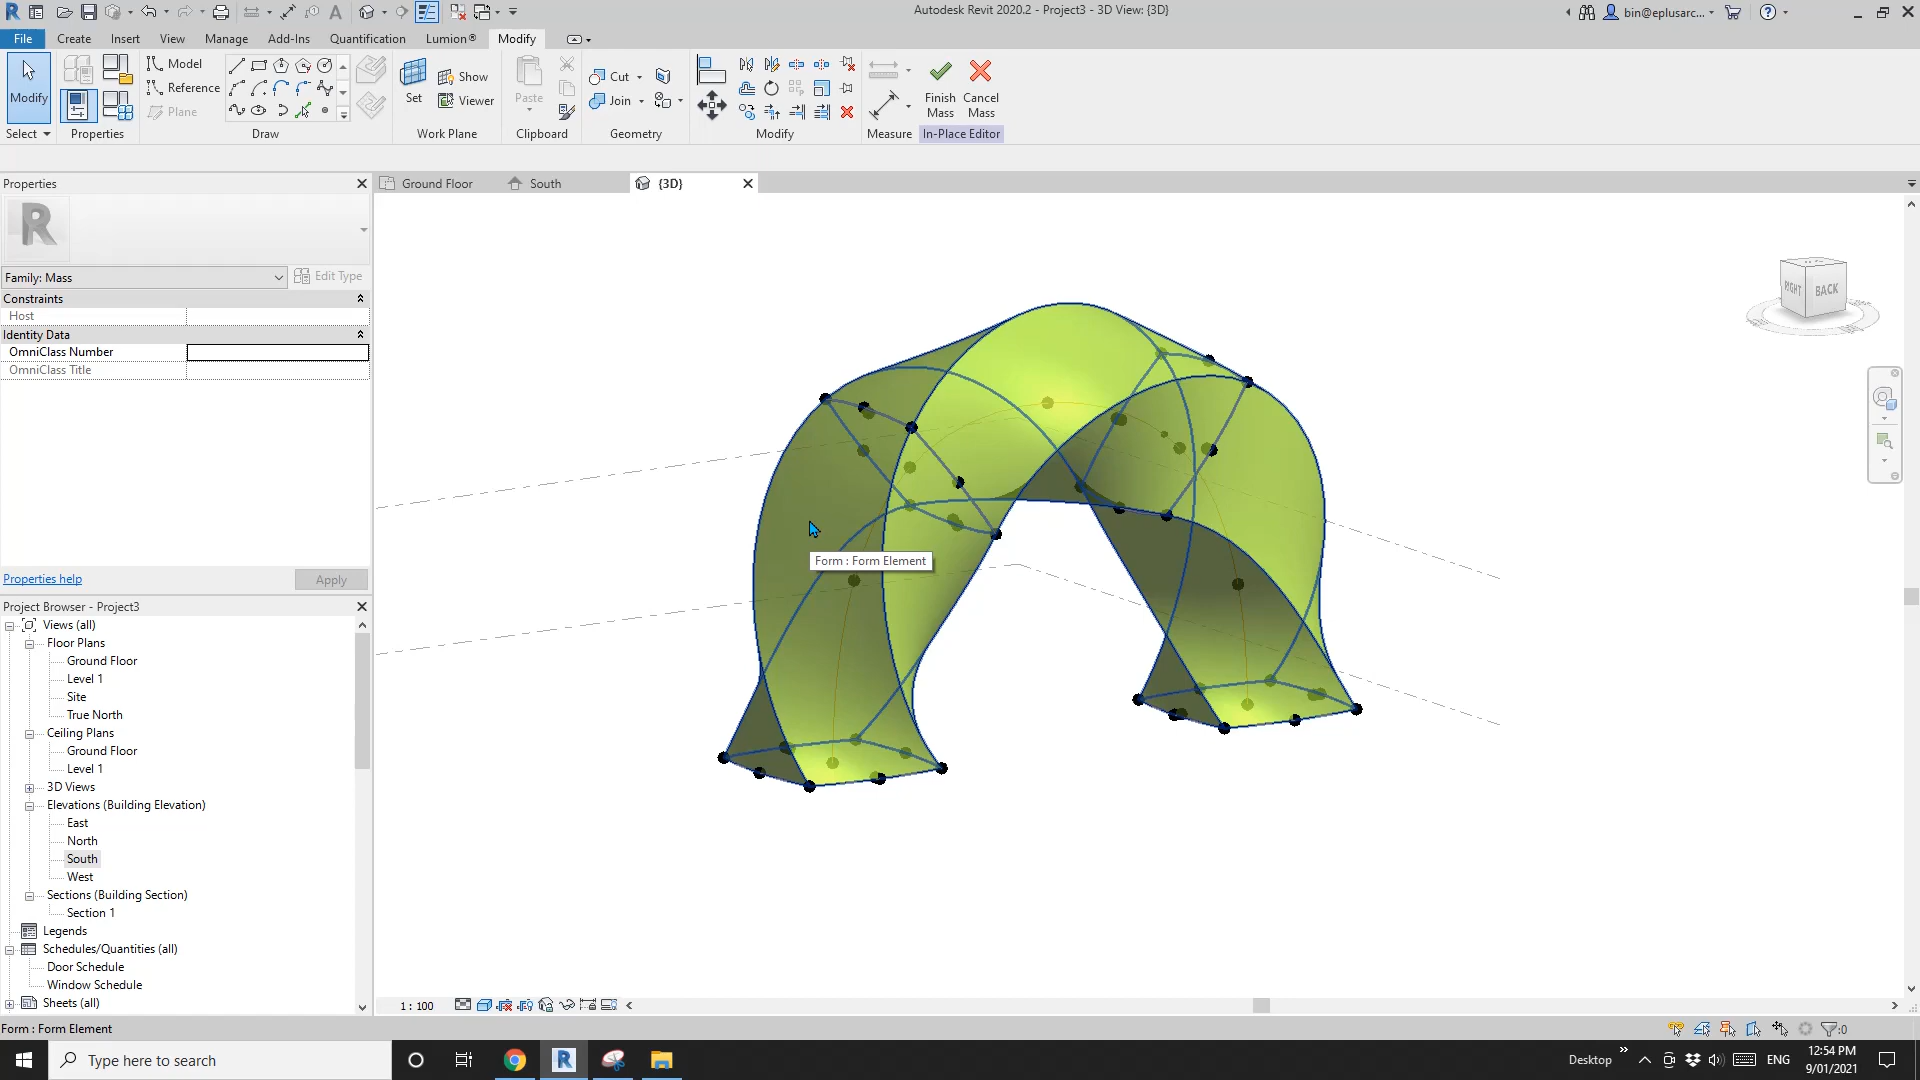 Autodesk Revit 2020.2 - Project3 - 3D View: {3D}
bin@eplusarc...
File
Create
Insert
View
Manage
Add-Ins
Quantification
Lumion®
Modify
Modify
Select
Properties
Model
Reference
Plane
Draw
Set
Show
Viewer
Work Plane
Paste
Clipboard
Cut
Join
Geometry
Modify
Measure
Finish
Mass
Cancel
Mass
In-Place Editor
Properties
Ground Floor
South
{3D}
R
Family: Mass
Edit Type
Constraints
Host
Identity Data
OmniClass Number
OmniClass Title
Properties help
Apply
RIGHT
BACK
Form : Form Element
Project Browser - Project3
Views (all)
Floor Plans
Ground Floor
Level 1
Site
True North
Ceiling Plans
Ground Floor
Level 1
3D Views
Elevations (Building Elevation)
East
North
South
West
Sections (Building Section)
Section 1
Legends
Schedules/Quantities (all)
Door Schedule
Window Schedule
Sheets (all)
1 : 100
Form : Form Element
:0
Type here to search
Desktop
ENG
12:54 PM
9/01/2021